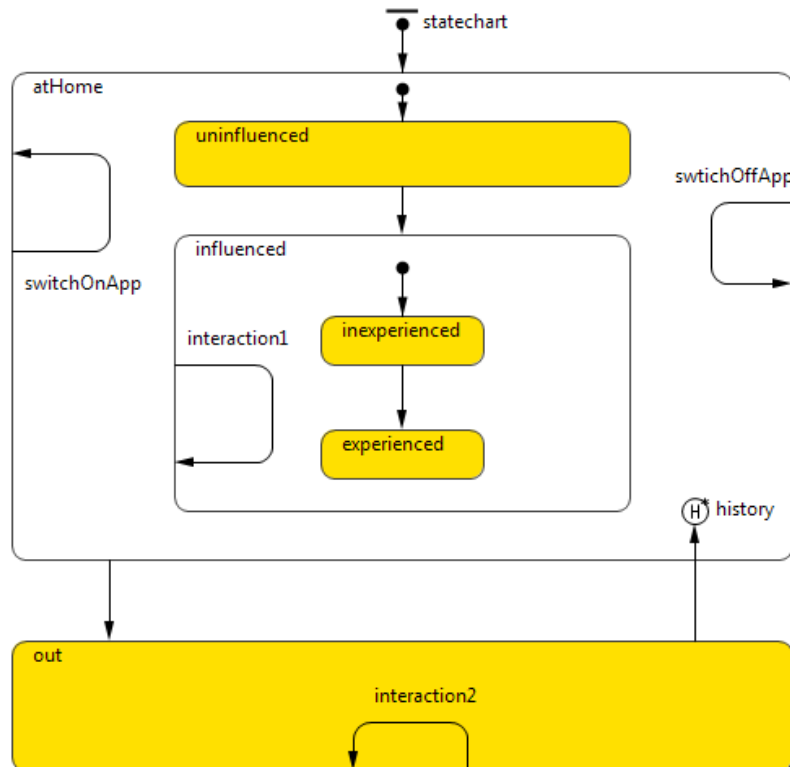 statechart
atHome
uninfluenced
swtichOffApp
influenced
switchOnApp
inexperienced
interaction1
experienced
H* history
out
interaction2